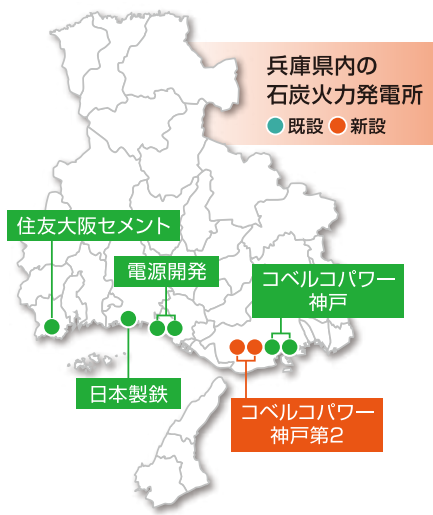 兵庫県内の
石炭火力発電所
既設 新設
住友大阪セメント
電源開発
コベルコパワー
神戸
日本製鉄
コベルコパワー
神戸第2